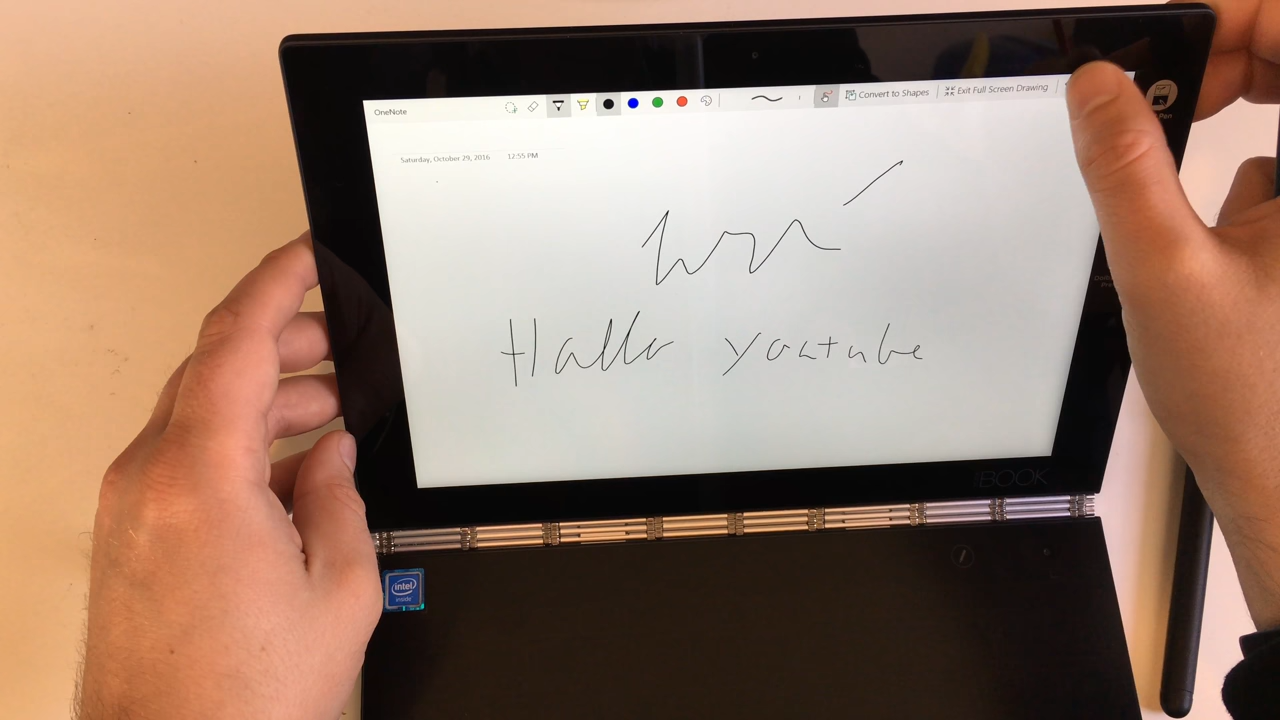 OneNote
Convert to Shapes
Exit Full Screen Drawing
Saturday, October 29, 2016 12:55 PM
Pen
Hallo youtube
BOOK
intel
inside